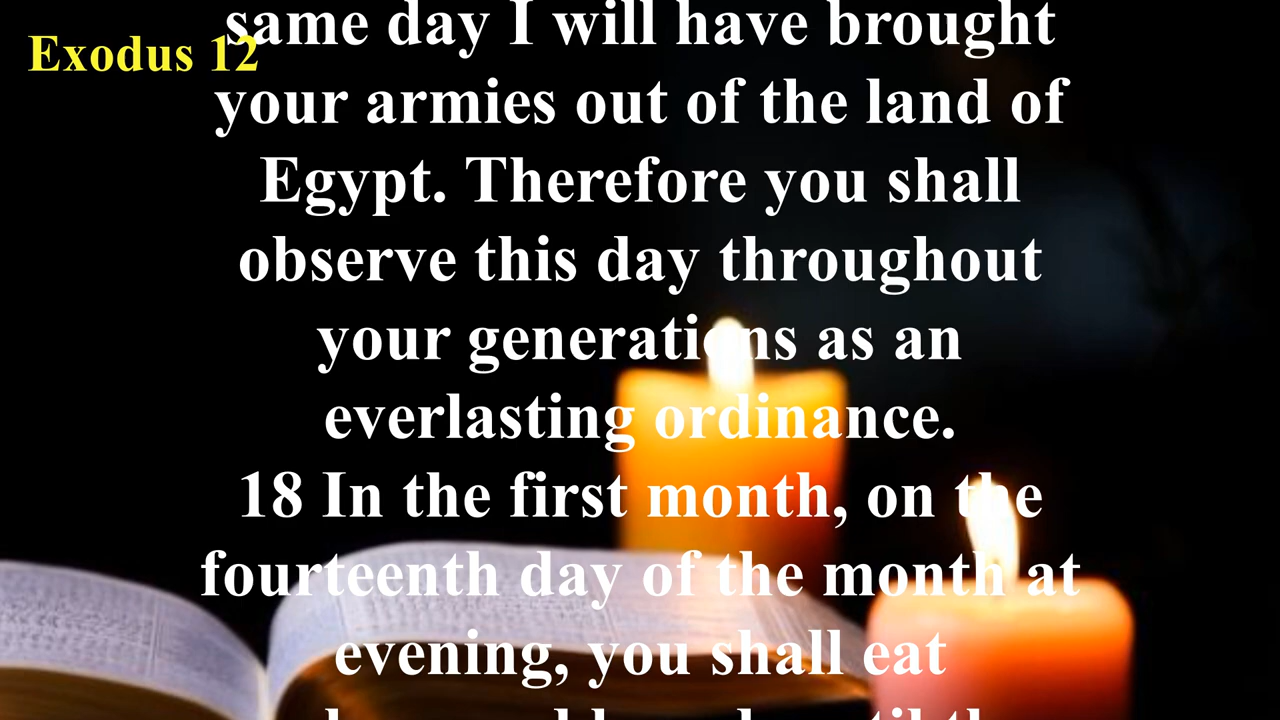 Exodus 12
same day I will have brought
your armies out of the land of
Egypt. Therefore you shall
observe this day throughout
your generations as an
everlasting ordinance.
18 In the first month, on the
fourteenth day of the month at
evening, you shall eat